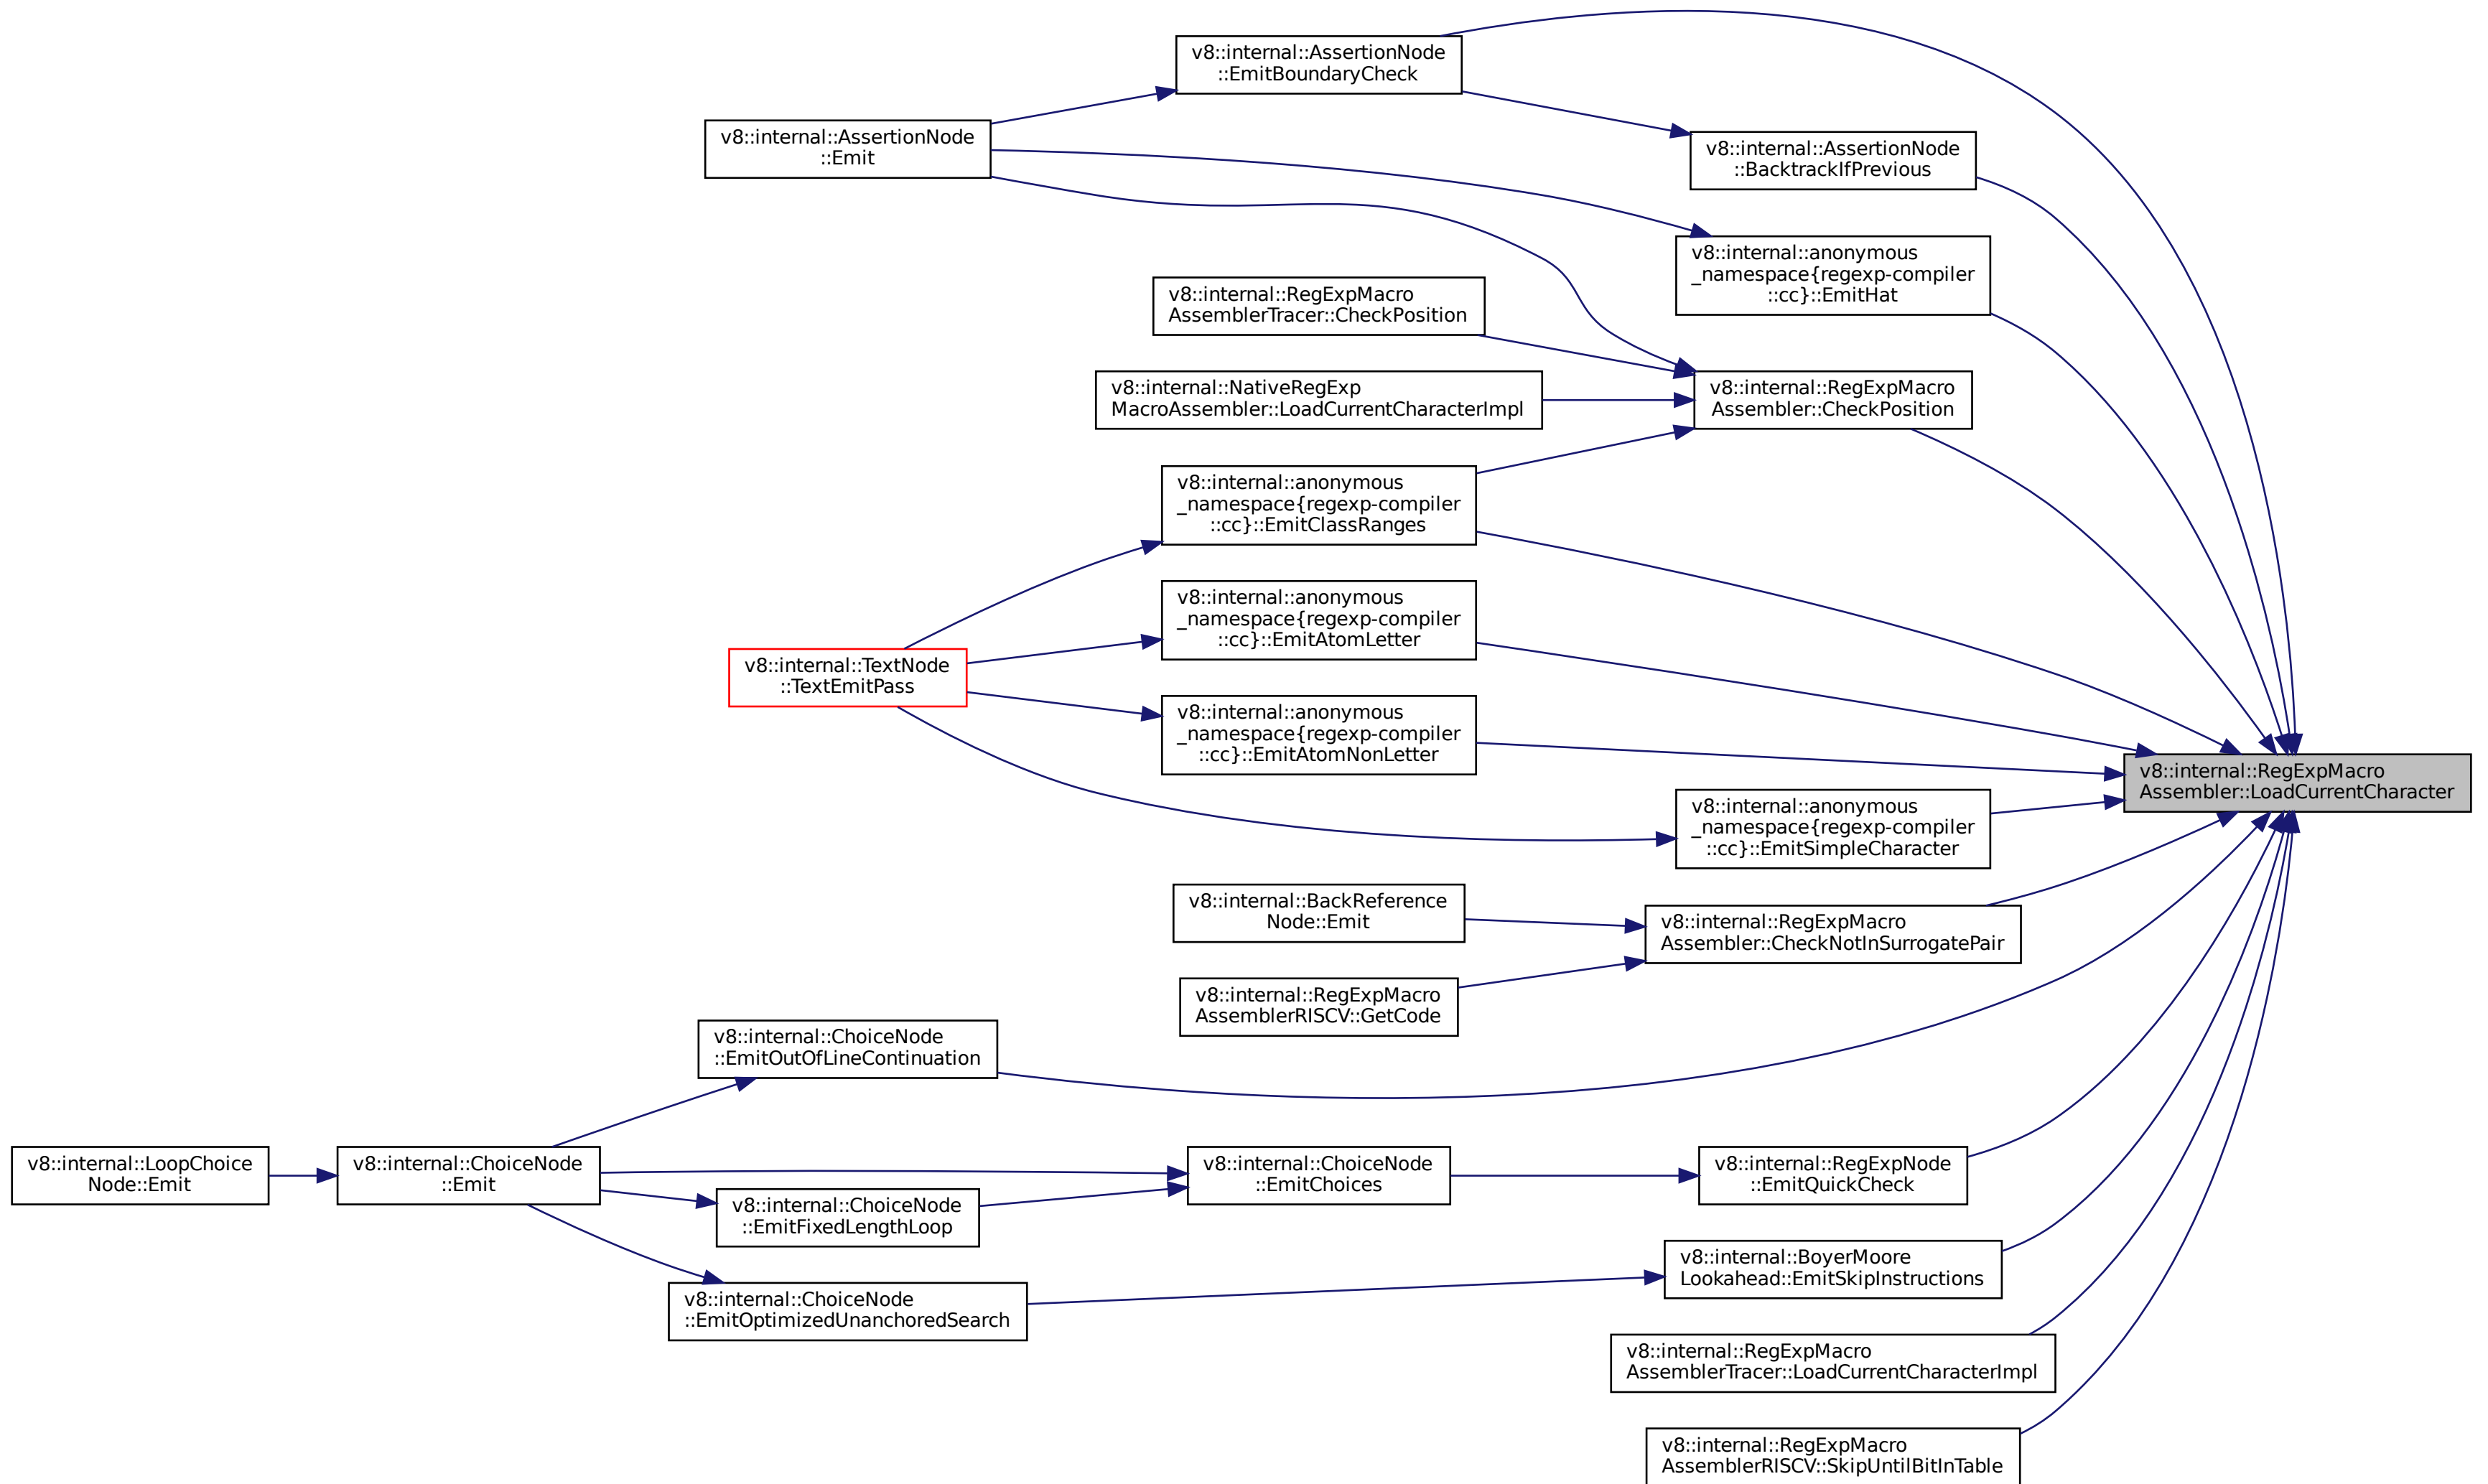 v8::internal::AssertionNode
::EmitBoundaryCheck
v8::internal::AssertionNode
::Emit
v8::internal::AssertionNode
::BacktrackIfPrevious
v8::internal::anonymous
_namespace{regexp-compiler
::cc}::EmitHat
v8::internal::RegExpMacro
AssemblerTracer::CheckPosition
v8::internal::NativeRegExp
MacroAssembler::LoadCurrentCharacterImpl
v8::internal::RegExpMacro
Assembler::CheckPosition
v8::internal::anonymous
_namespace{regexp-compiler
::cc}::EmitClassRanges
v8::internal::anonymous
_namespace{regexp-compiler
::cc}::EmitAtomLetter
v8::internal::TextNode
::TextEmitPass
v8::internal::anonymous
_namespace{regexp-compiler
::cc}::EmitAtomNonLetter
v8::internal::RegExpMacro
Assembler::LoadCurrentCharacter
v8::internal::anonymous
_namespace{regexp-compiler
::cc}::EmitSimpleCharacter
v8::internal::BackReference
Node::Emit
v8::internal::RegExpMacro
Assembler::CheckNotInSurrogatePair
v8::internal::RegExpMacro
AssemblerRISCV::GetCode
v8::internal::ChoiceNode
::EmitOutOfLineContinuation
v8::internal::LoopChoice
Node::Emit
v8::internal::ChoiceNode
::Emit
v8::internal::ChoiceNode
::EmitChoices
v8::internal::RegExpNode
::EmitQuickCheck
v8::internal::ChoiceNode
::EmitFixedLengthLoop
v8::internal::BoyerMoore
Lookahead::EmitSkipInstructions
v8::internal::ChoiceNode
::EmitOptimizedUnanchoredSearch
v8::internal::RegExpMacro
AssemblerTracer::LoadCurrentCharacterImpl
v8::internal::RegExpMacro
AssemblerRISCV::SkipUntilBitInTable